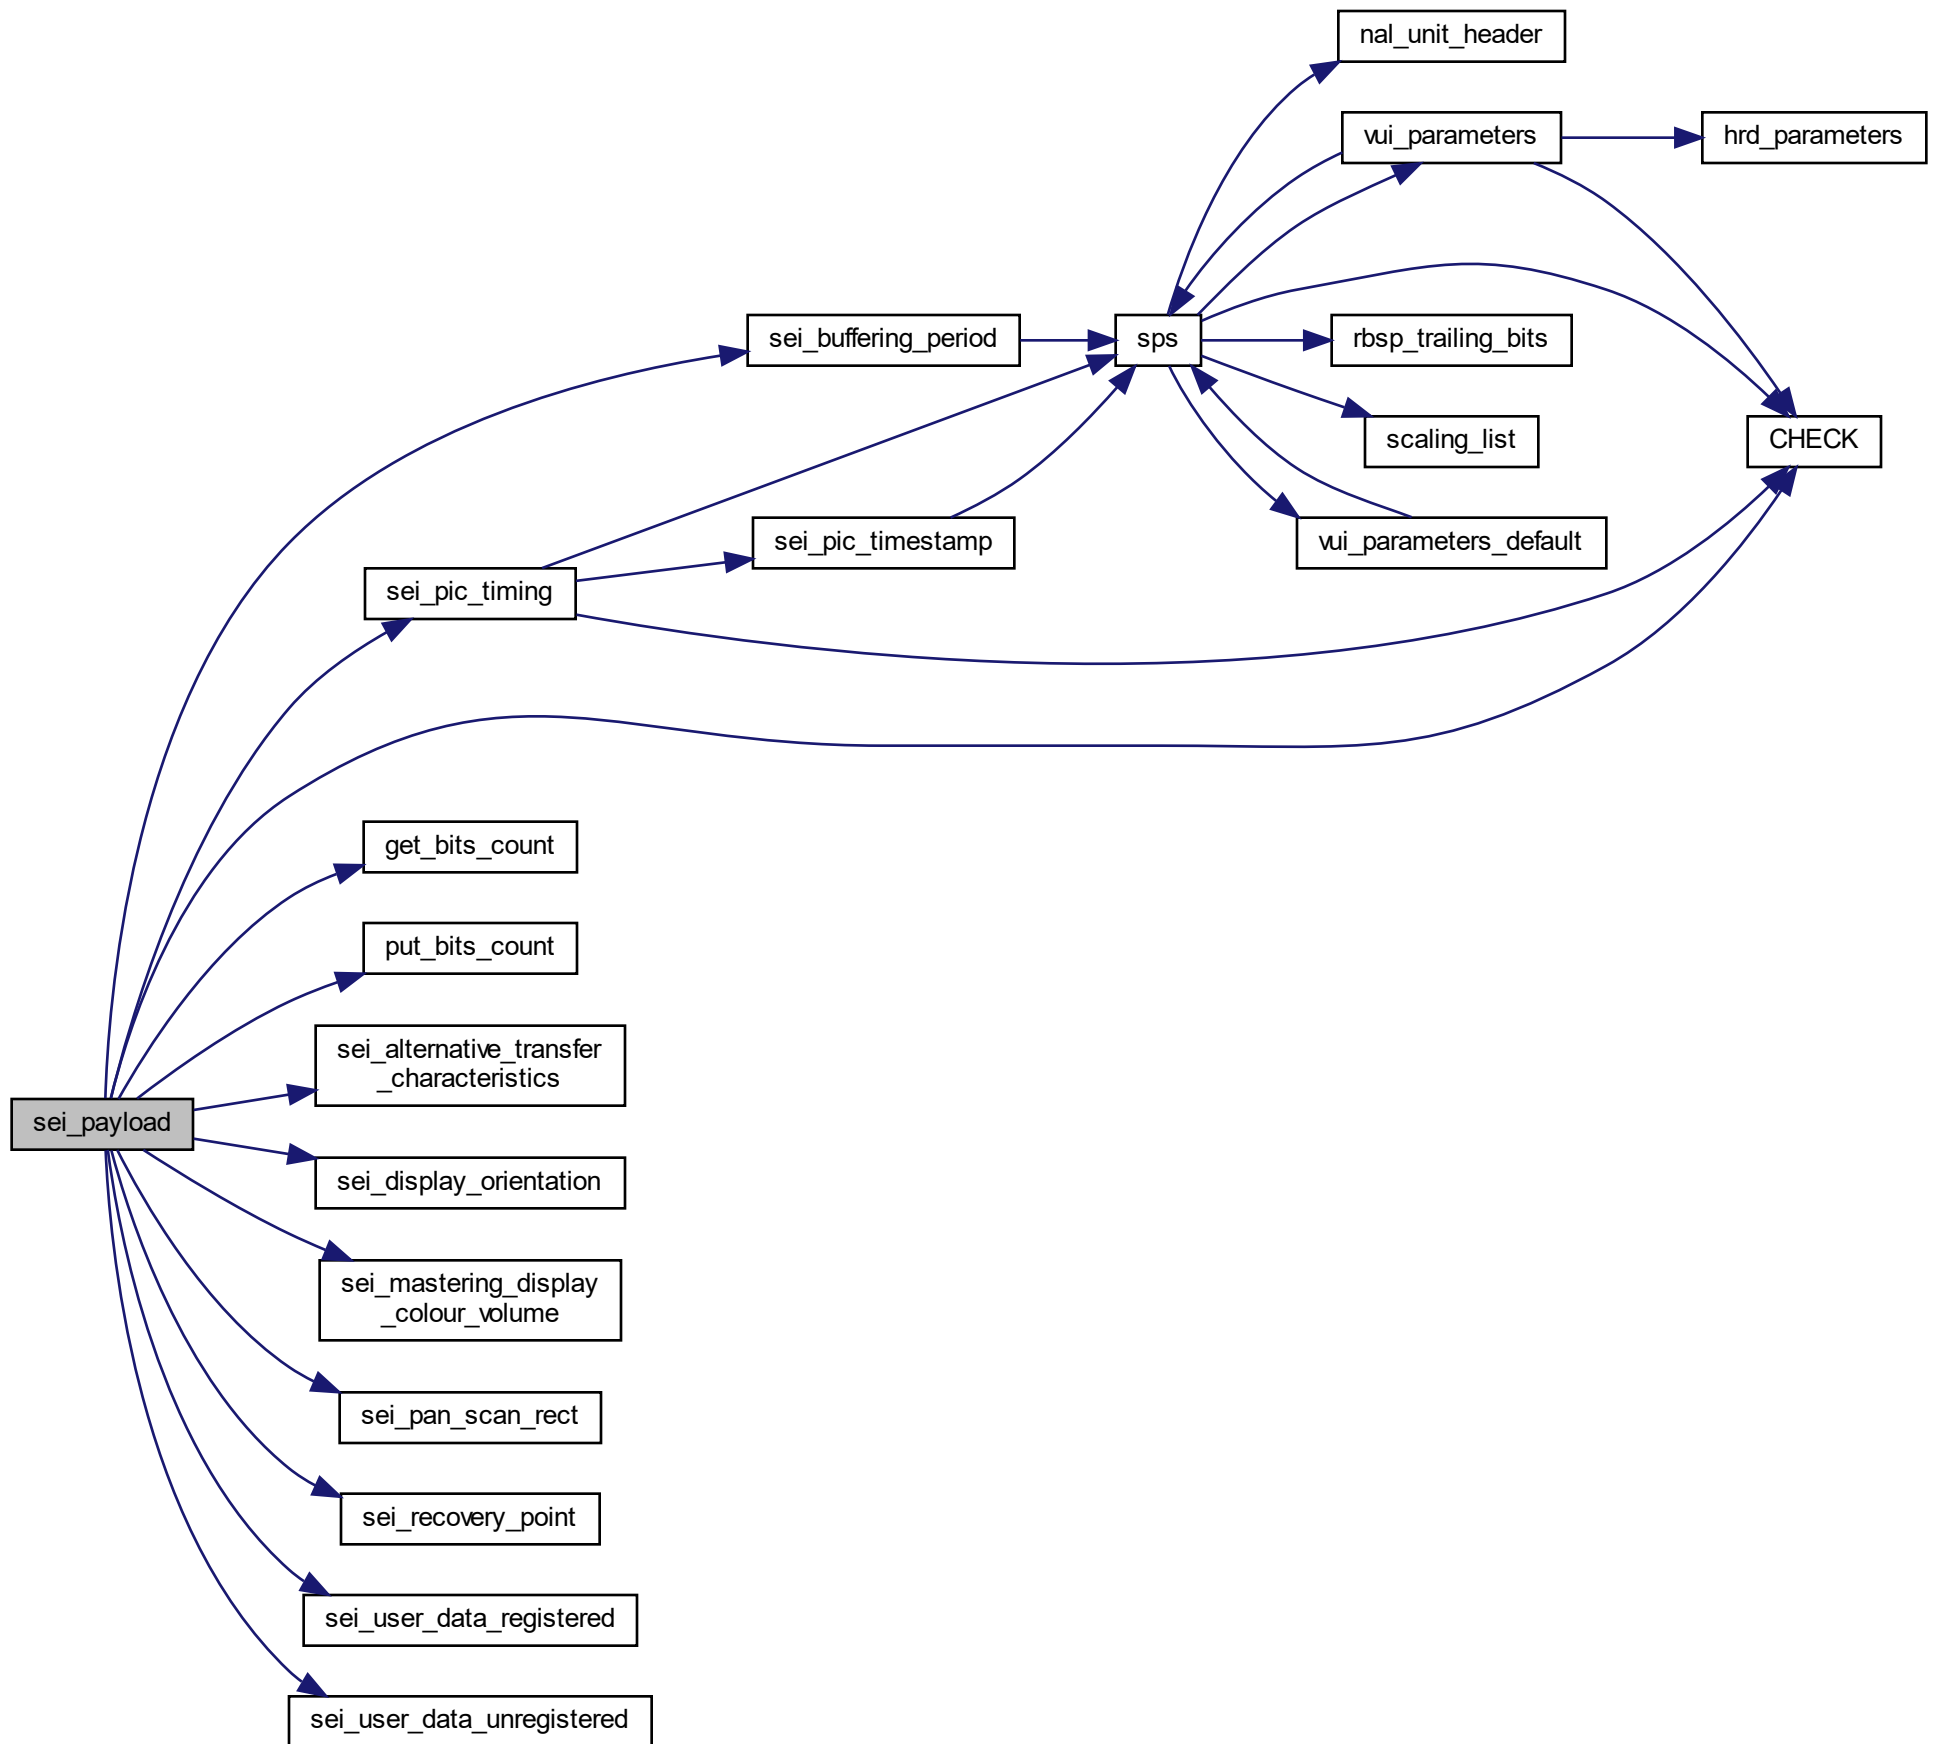 nal_unit_header
vui_parameters
hrd_parameters
sei_buffering_period
sps
rbsp_trailing_bits
CHECK
scaling_list
sei_pic_timestamp
vui_parameters_default
sei_pic_timing
get_bits_count
put_bits_count
sei_alternative_transfer
_characteristics
sei_payload
sei_display_orientation
sei_mastering_display
_colour_volume
sei_pan_scan_rect
sei_recovery_point
sei_user_data_registered
sei_user_data_unregistered